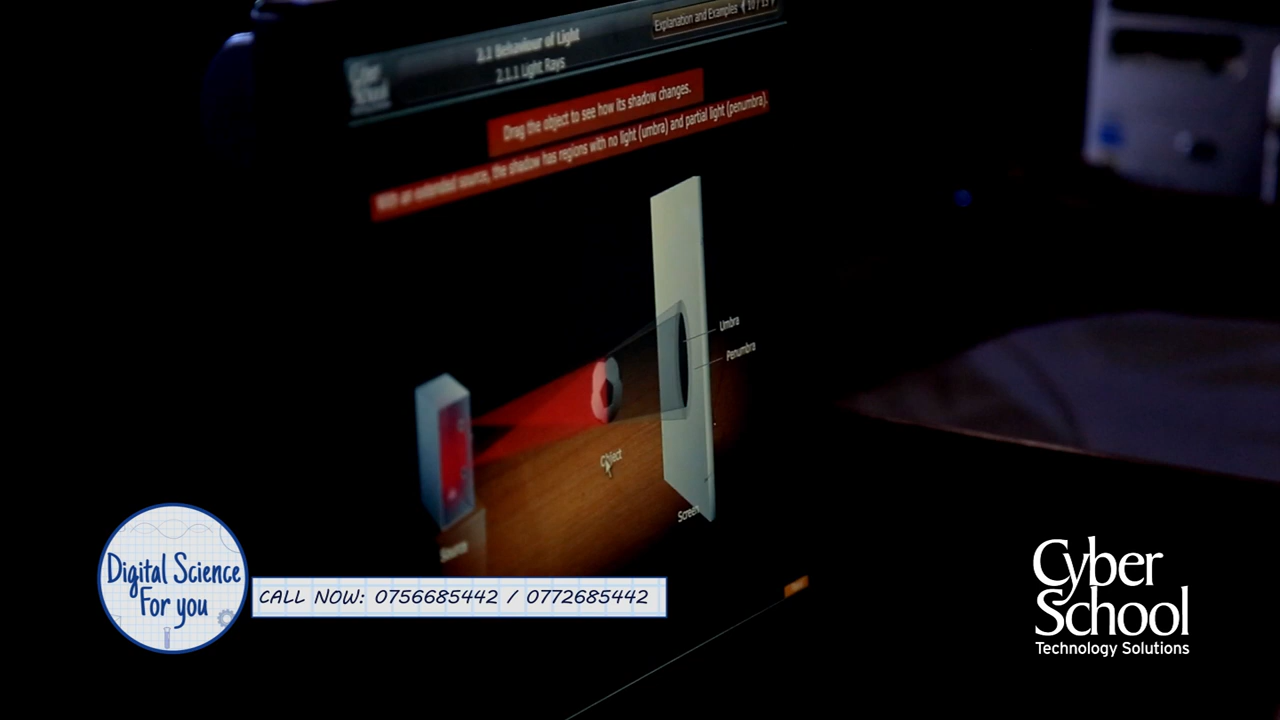 Cyber
School
2.1 Behaviour of Light
2.1.1 Light Rays
Explanation and Examples
10 / 13
Drag the object to see how its shadow changes.
With an extended source, the shadow has regions with no light (umbra) and partial light (penumbra).
Umbra
Penumbra
Object
Screen
Source
Digital Science
For you
CALL NOW: 0756685442 / 0772685442
Cyber
School
Technology Solutions